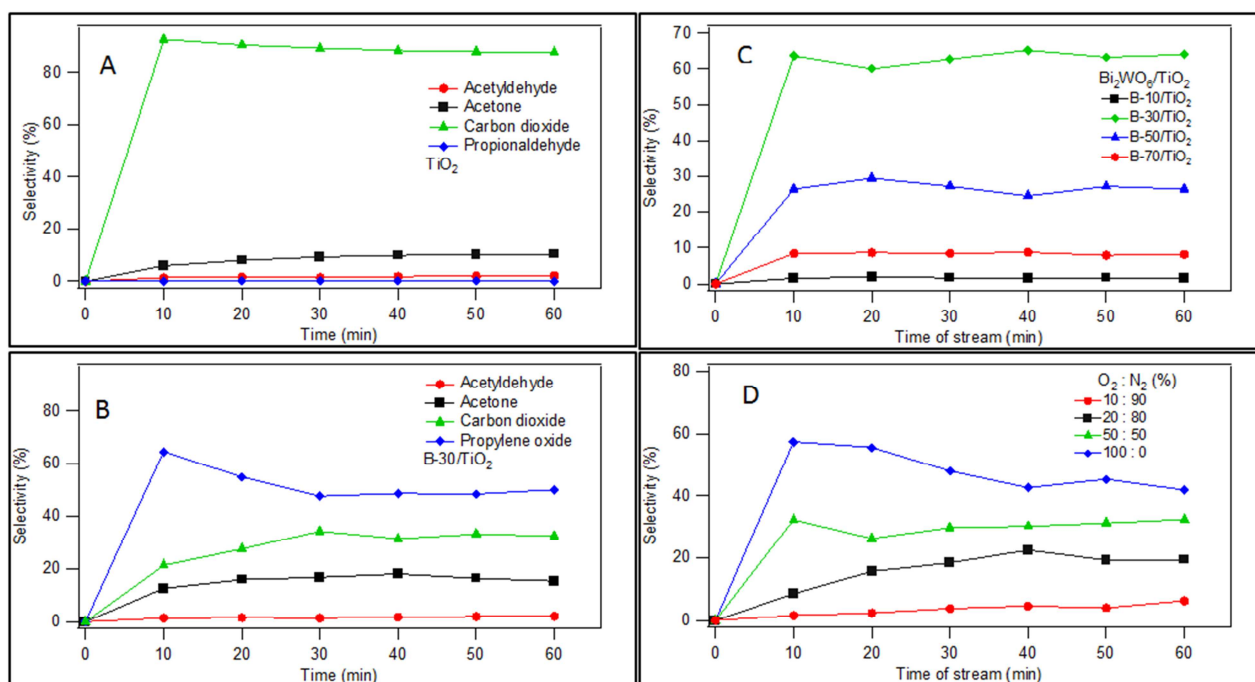 A
Selectivity (%)
80
60
40
20
0
Acetyldehyde
Acetone
Carbon dioxide
Propionaldehyde
TiO₂
0 10 20 30 40 50 60
Time (min)
B
Selectivity (%)
80
60
40
20
0
Acetyldehyde
Acetone
Carbon dioxide
Propylene oxide
B-30/TiO₂
0 10 20 30 40 50 60
Time (min)
C
Selectivity (%)
70
60
50
40
30
20
10
0
Bi₂WO₆/TiO₂
B-10/TiO₂
B-30/TiO₂
B-50/TiO₂
B-70/TiO₂
0 10 20 30 40 50 60
Time of stream (min)
D
Selectivity (%)
80
60
40
20
0
O₂ : N₂ (%)
10 : 90
20 : 80
50 : 50
100 : 0
0 10 20 30 40 50 60
Time of stream (min)